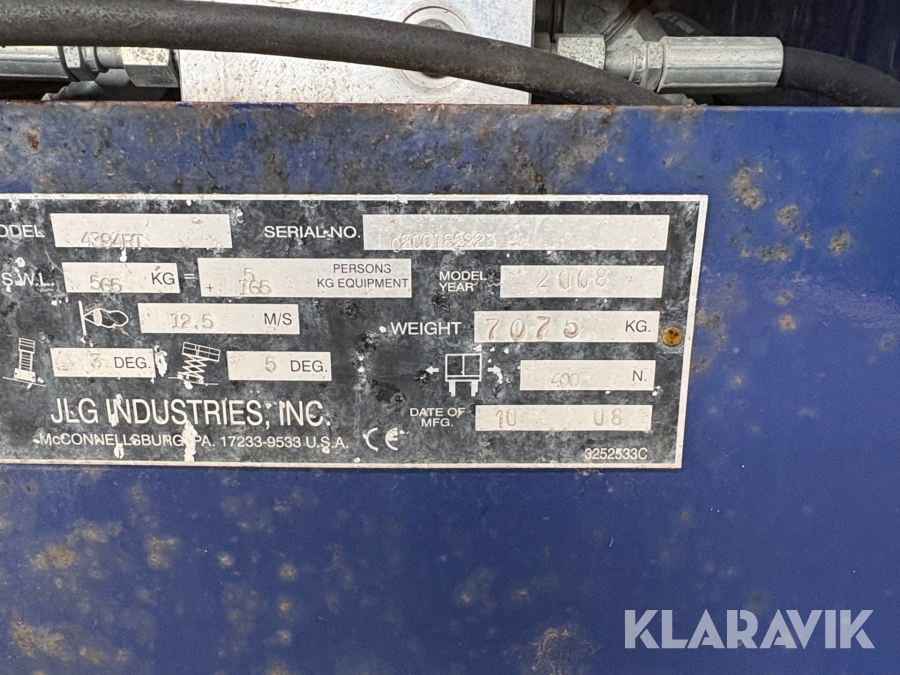 ODEL 4394RT SERIAL-NO.
S.W.L. 565 KG = 5 PERSONS
+ 165 KG EQUIPMENT
MODEL YEAR 2008
12.5 M/S
WEIGHT 7075 KG.
3 DEG. 5 DEG.
400 N.
JLG INDUSTRIES, INC.
DATE OF MFG. 10 08
McCONNELLSBURG, PA. 17233-9533 U.S.A. CE
0252533C
KLARAVIK